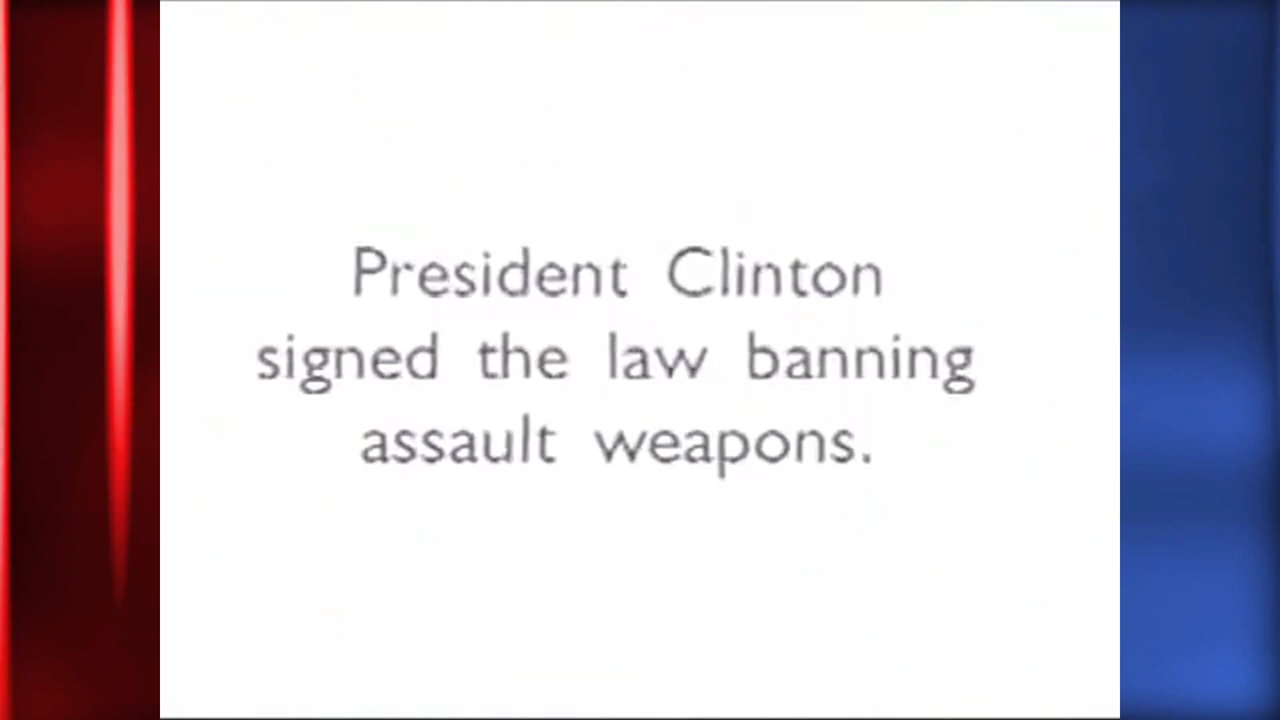 President Clinton
signed the law banning
assault weapons.